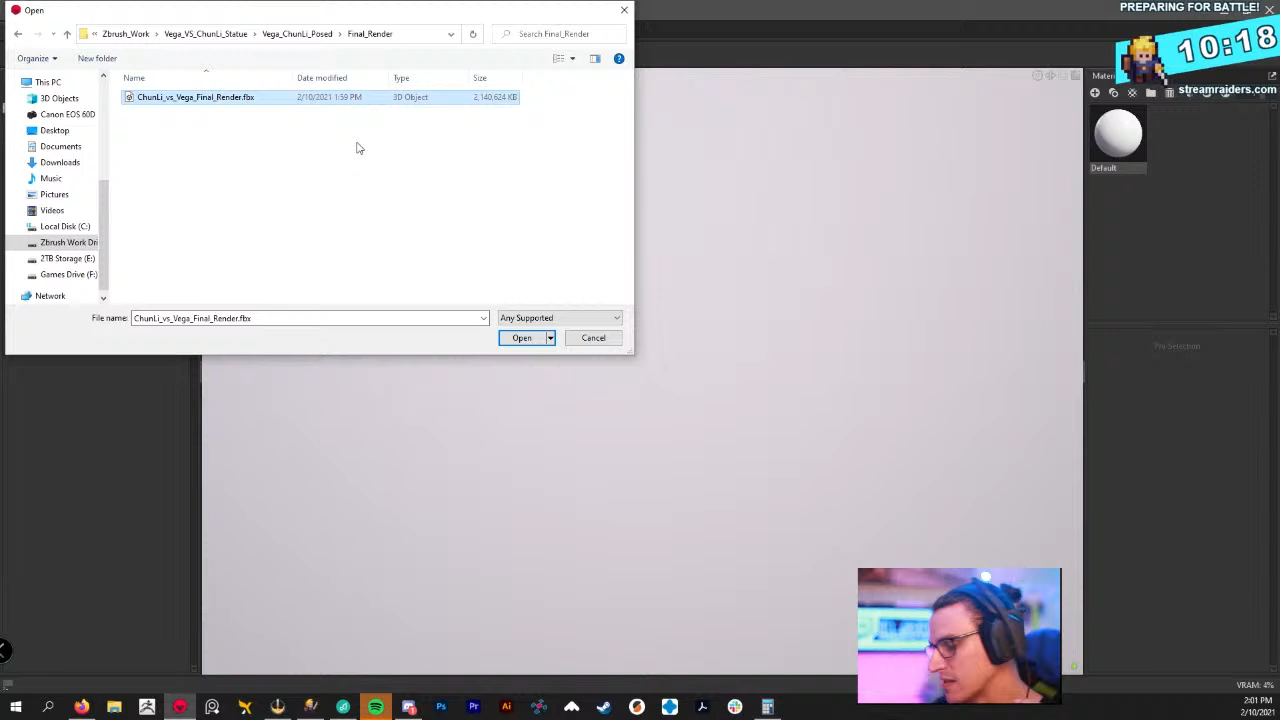 Open
PREPARING FOR BATTLE!
10:18
streamraiders.com
Zbrush_Work
Vega_VS_ChunLi_Statue
Vega_ChunLi_Posed
Final_Render
Search Final_Render
Organize
New folder
Name
Date modified
Type
Size
This PC
3D Objects
Canon EOS 60D
Desktop
Documents
Downloads
Music
Pictures
Videos
Local Disk (C:)
Zbrush Work Dri
2TB Storage (E:)
Games Drive (F:)
Network
ChunLi_vs_Vega_Final_Render.fbx
2/10/2021 1:59 PM
3D Object
2,140,624 KB
File name:
ChunLi_vs_Vega_Final_Render.fbx
Any Supported
Open
Cancel
Materi
Default
VRAM: 4%
Ps
Pr
Ai
2:01 PM
2/10/2021